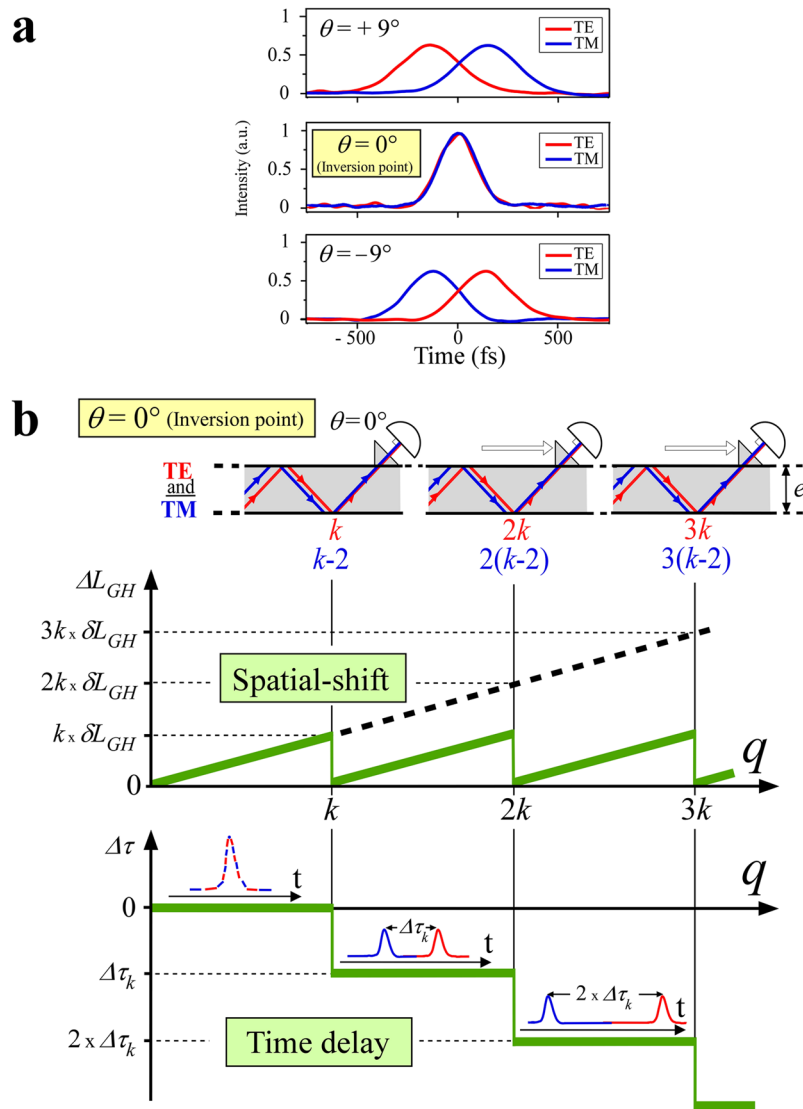 a
θ = + 9°
TE
TM
1
0.5
0
θ = 0°
(Inversion point)
TE
TM
1
0.5
0
Intensity (a.u.)
θ = –9°
TE
TM
1
0.5
0
- 500
0
500
Time (fs)
b
θ = 0° (Inversion point)
θ = 0°
TE
and
TM
e
k
2k
3k
k-2
2(k-2)
3(k-2)
ΔL_GH
3k x δL_GH
2k x δL_GH
k x δL_GH
0
Spatial-shift
q
k
2k
3k
Δτ
t
q
0
Δτ_k
t
Δτ_k
2 x Δτ_k
t
2 x Δτ_k
Time delay